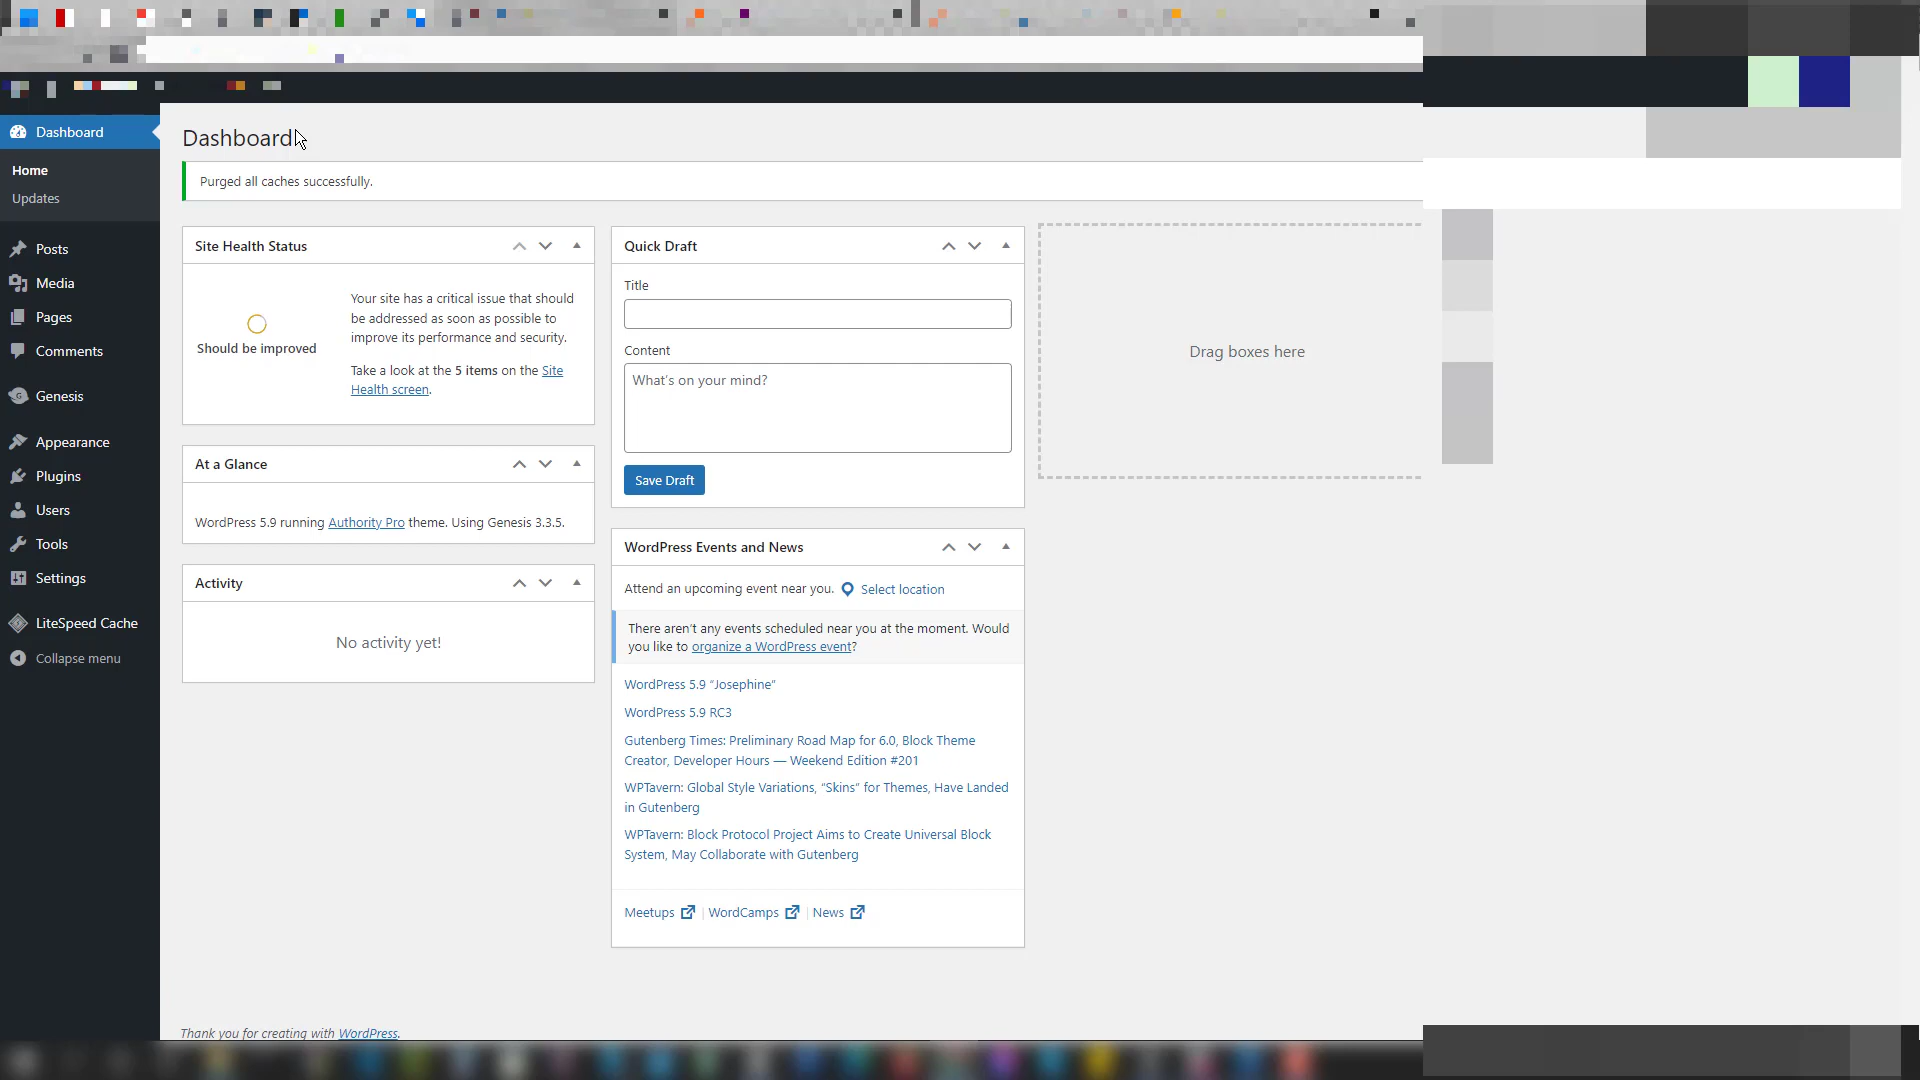 Dashboard
Home
Updates
Posts
Media
Pages
Comments
Genesis
Appearance
Plugins
Users
Tools
Settings
LiteSpeed Cache
Collapse menu
Dashboard
Purged all caches successfully.
Site Health Status
Should be improved
Your site has a critical issue that should
be addressed as soon as possible to
improve its performance and security.
Take a look at the 5 items on the Site
Health screen.
At a Glance
WordPress 5.9 running Authority Pro theme. Using Genesis 3.3.5.
Activity
No activity yet!
Quick Draft
Title
Content
What's on your mind?
Save Draft
WordPress Events and News
Attend an upcoming event near you. Select location
There aren't any events scheduled near you at the moment. Would
you like to organize a WordPress event?
WordPress 5.9 “Josephine”
WordPress 5.9 RC3
Gutenberg Times: Preliminary Road Map for 6.0, Block Theme
Creator, Developer Hours — Weekend Edition #201
WPTavern: Global Style Variations, “Skins” for Themes, Have Landed
in Gutenberg
WPTavern: Block Protocol Project Aims to Create Universal Block
System, May Collaborate with Gutenberg
Meetups | WordCamps | News
Drag boxes here
Thank you for creating with WordPress.